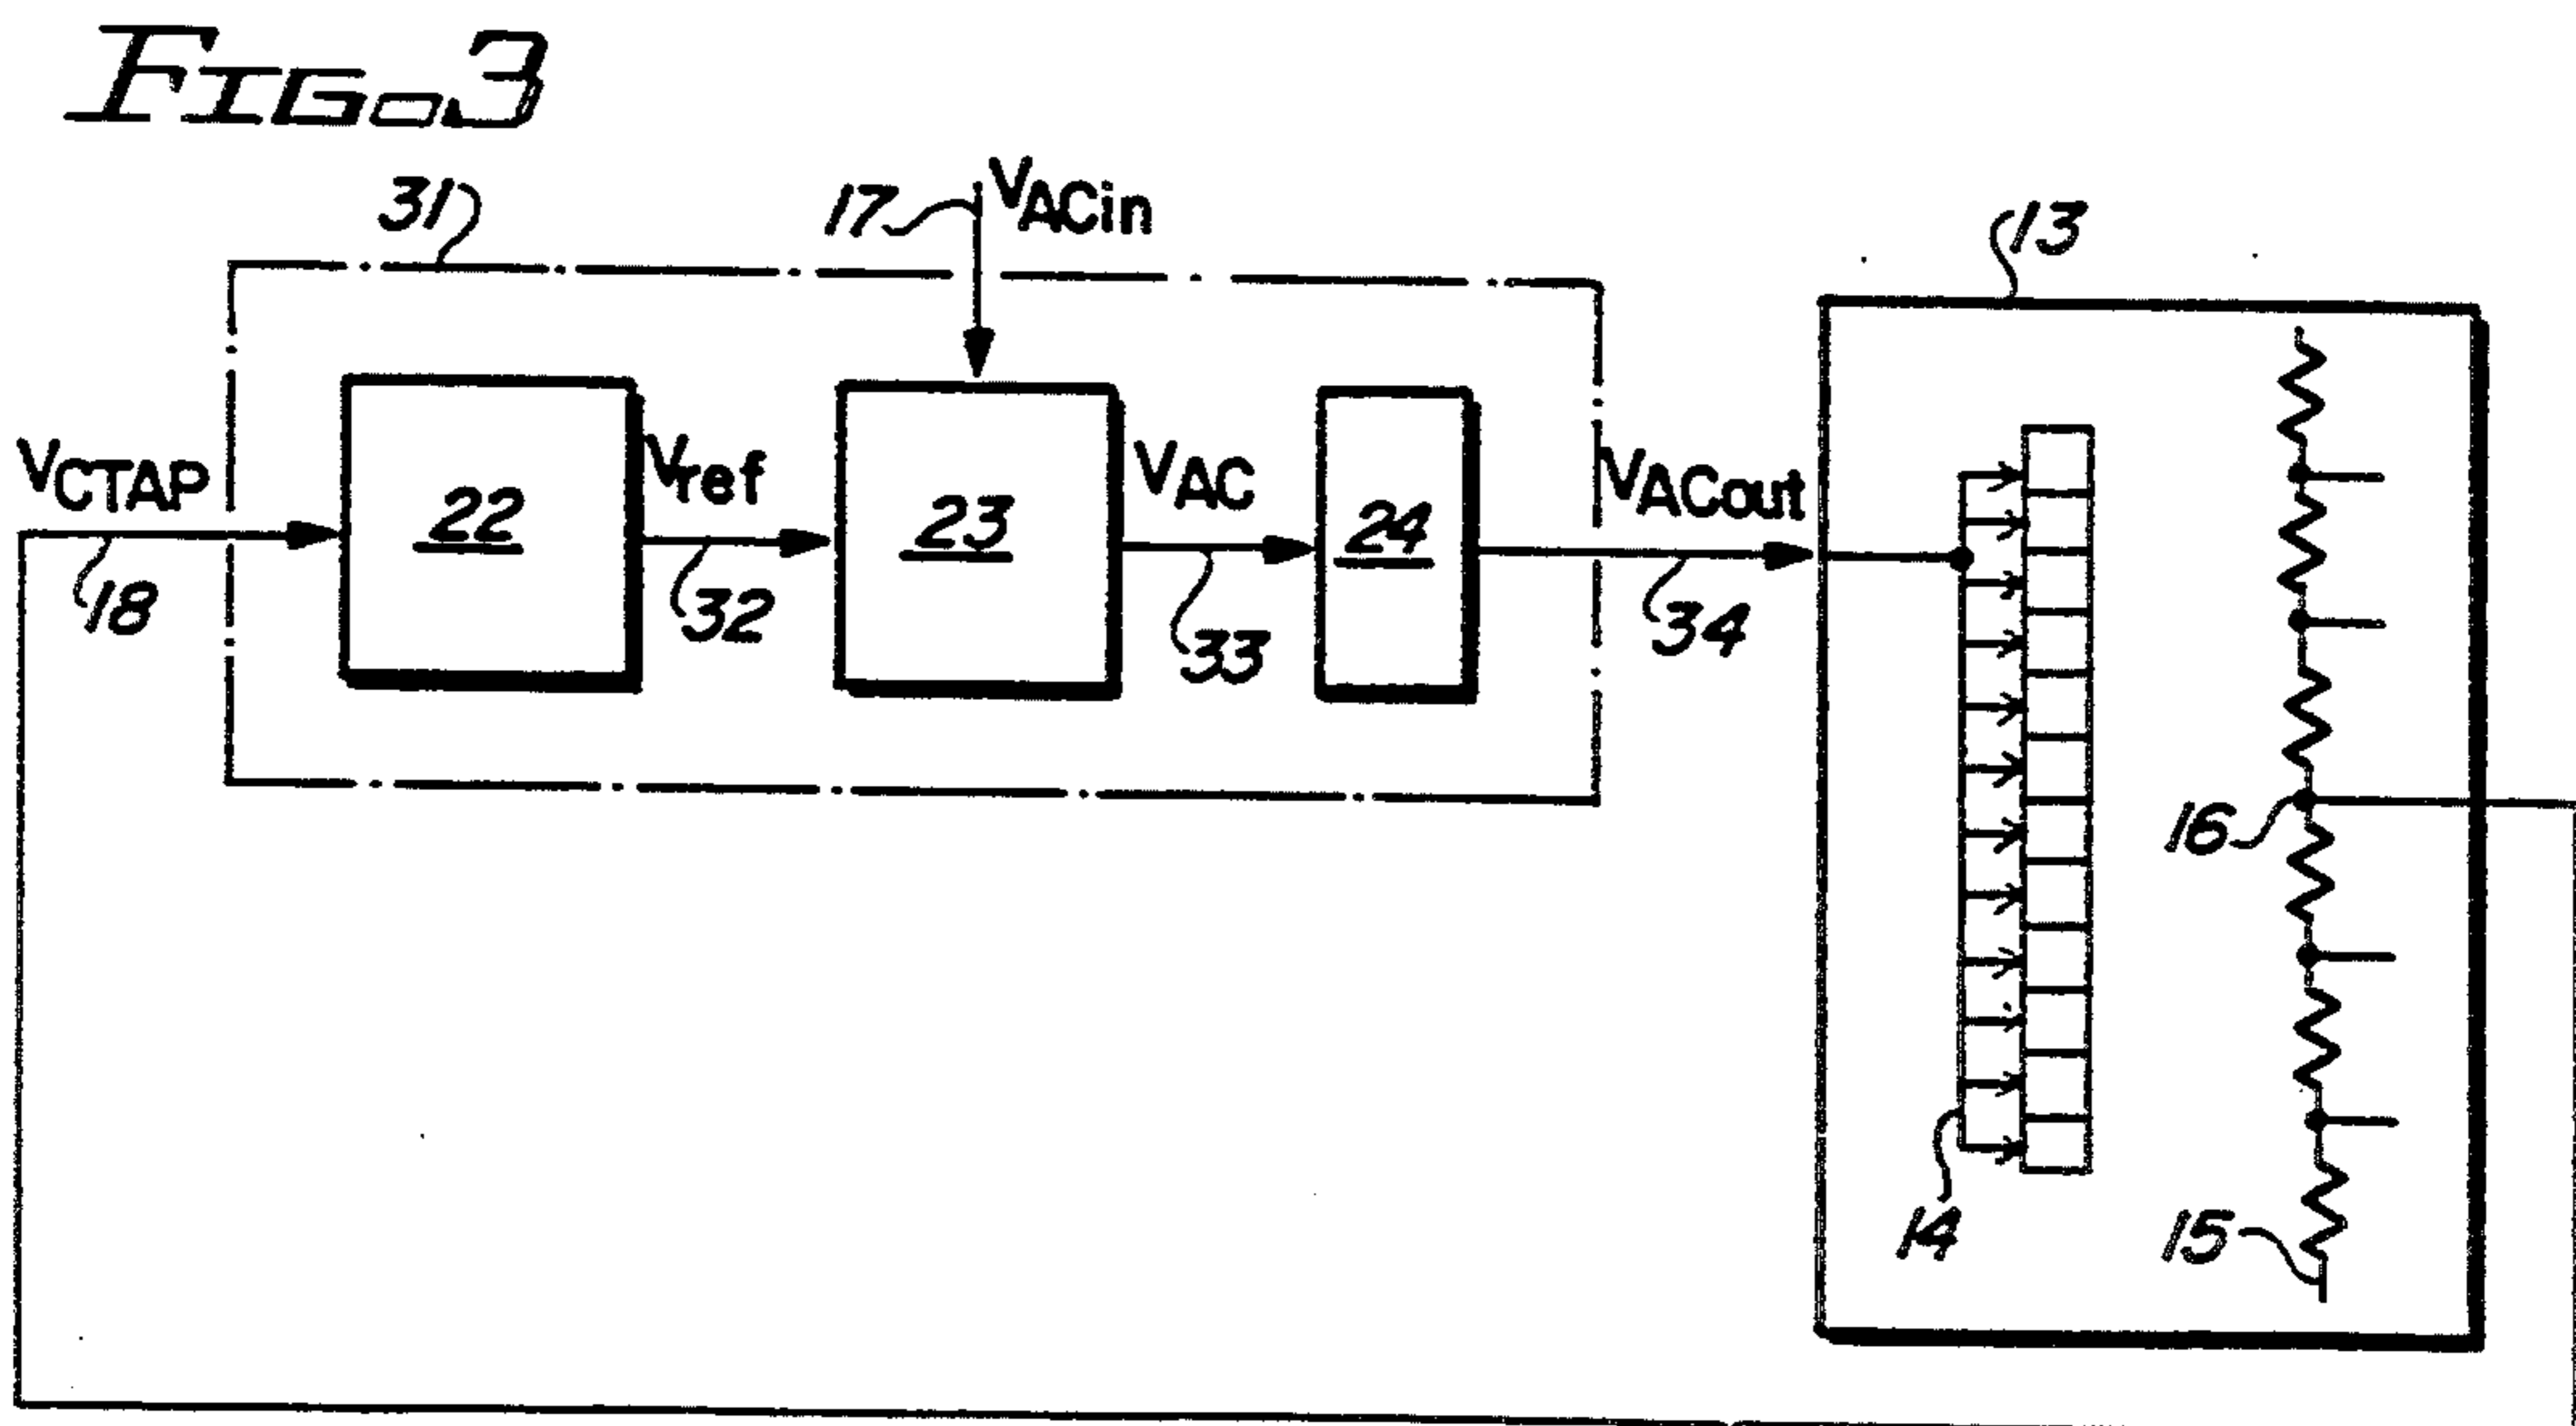 FIG. 3
31
17
VACin
13
VCTAP
22
Vref
23
VAC
24
VACout
18
32
33
34
16
14
15